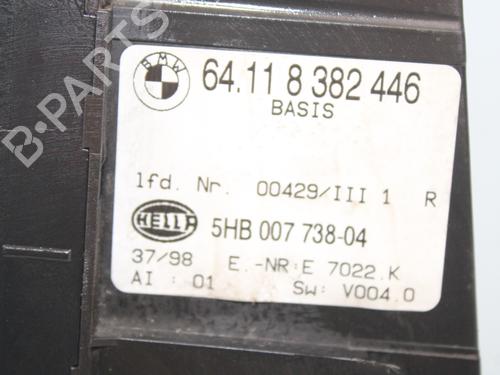 BMW 64.11 8 382 446
BASIS
lfd. Nr. 00429/III 1 R
HELLA 5HB 007 738-04
37/98 E.-NR:E 7022.K
AI : 01 Sw: V004.0
B-PARTS